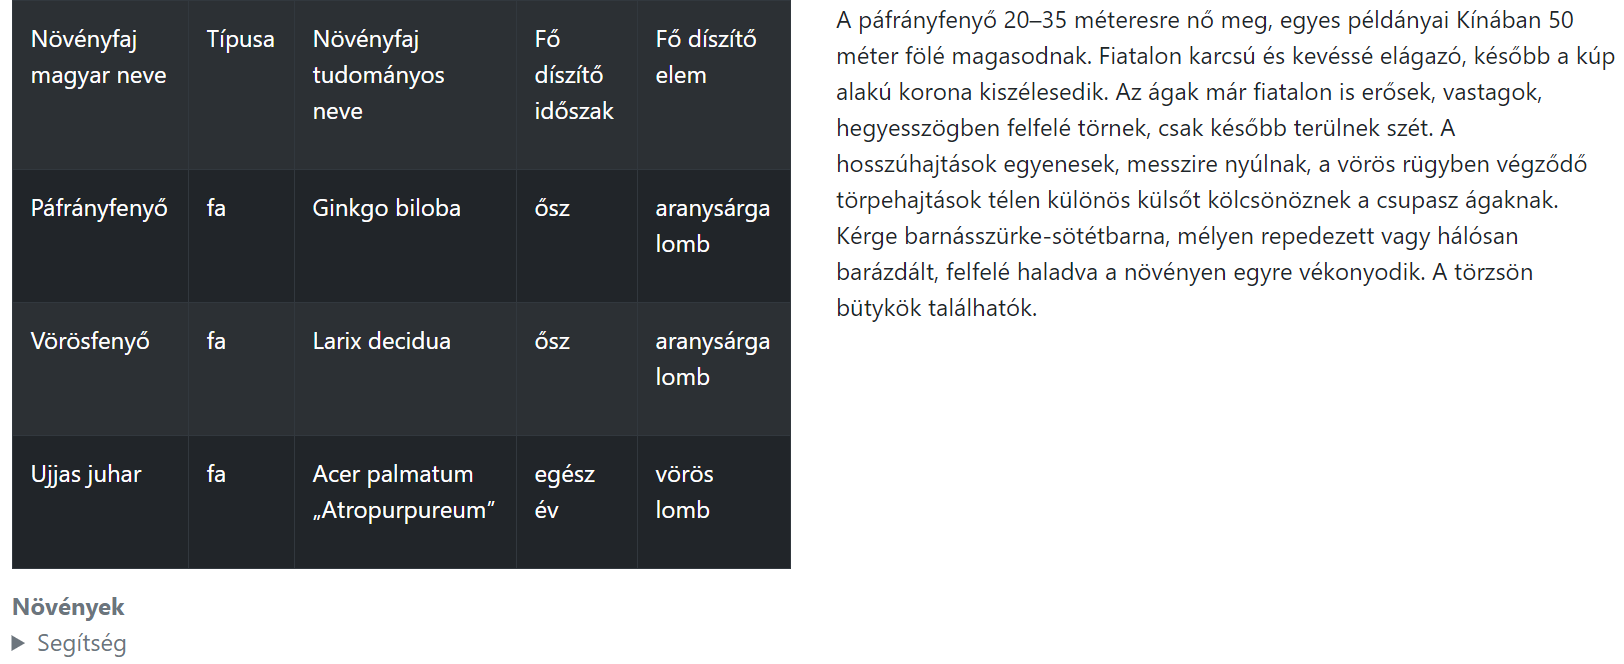 Növényfaj magyar neve
Típusa
Növényfaj tudományos neve
Fő díszítő időszak
Fő díszítő elem
Páfrányfenyő
fa
Ginkgo biloba
ősz
aranysárga lomb
Vörösfenyő
fa
Larix decidua
ősz
aranysárga lomb
Ujjas juhar
fa
Acer palmatum „Atropurpureum”
egész év
vörös lomb
Növények
Segítség
A páfrányfenyő 20–35 méteresre nő meg, egyes példányai Kínában 50
méter fölé magasodnak. Fiatalon karcsú és kevéssé elágazó, később a kúp
alakú korona kiszélesedik. Az ágak már fiatalon is erősek, vastagok,
hegyesszögben felfelé törnek, csak később terülnek szét. A
hosszúhajtások egyenesek, messzire nyúlnak, a vörös rügyben végződő
törpehajtások télen különös külsőt kölcsönöznek a csupasz ágaknak.
Kérge barnásszürke-sötétbarna, mélyen repedezett vagy hálósan
barázdált, felfelé haladva a növényen egyre vékonyodik. A törzsön
bütykök találhatók.